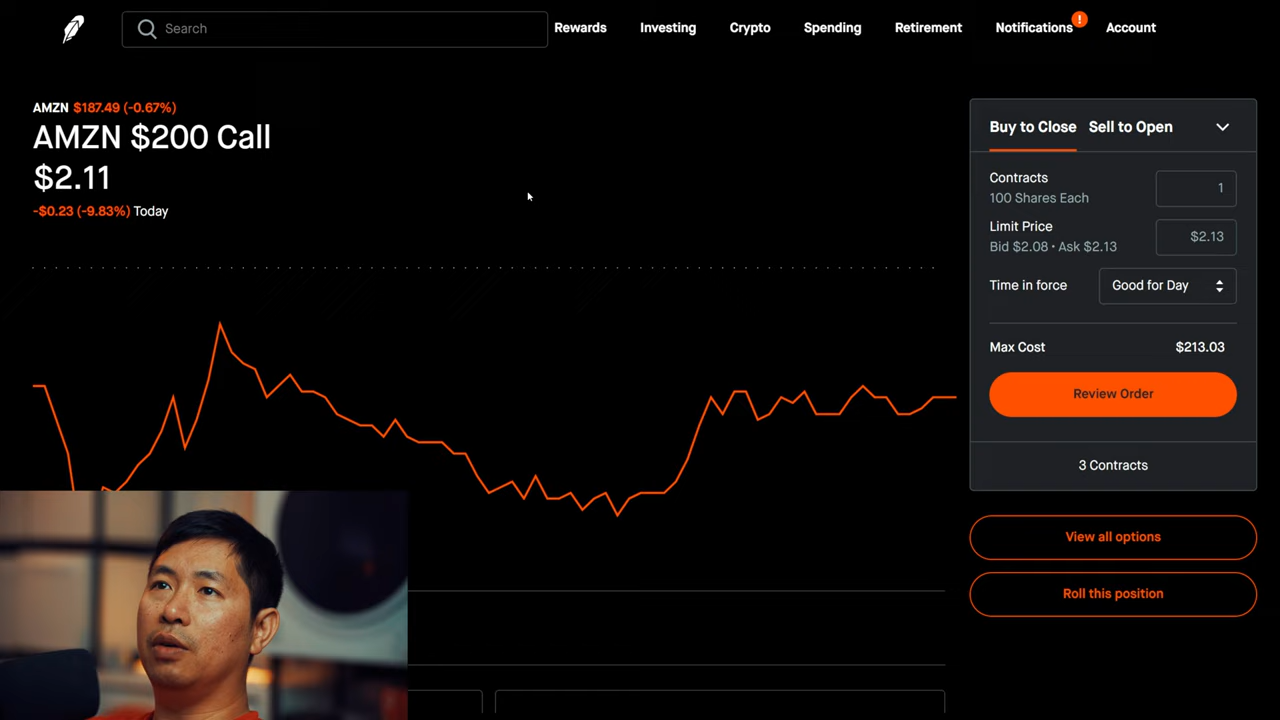 Search
Rewards
Investing
Crypto
Spending
Retirement
Notifications
!
Account
AMZN $187.49 (-0.67%)
AMZN $200 Call
$2.11
-$0.23 (-9.83%) Today
Buy to Close
Sell to Open
Contracts
1
100 Shares Each
Limit Price
$2.13
Bid $2.08 • Ask $2.13
Time in force
Good for Day
Max Cost
$213.03
Review Order
3 Contracts
View all options
Roll this position